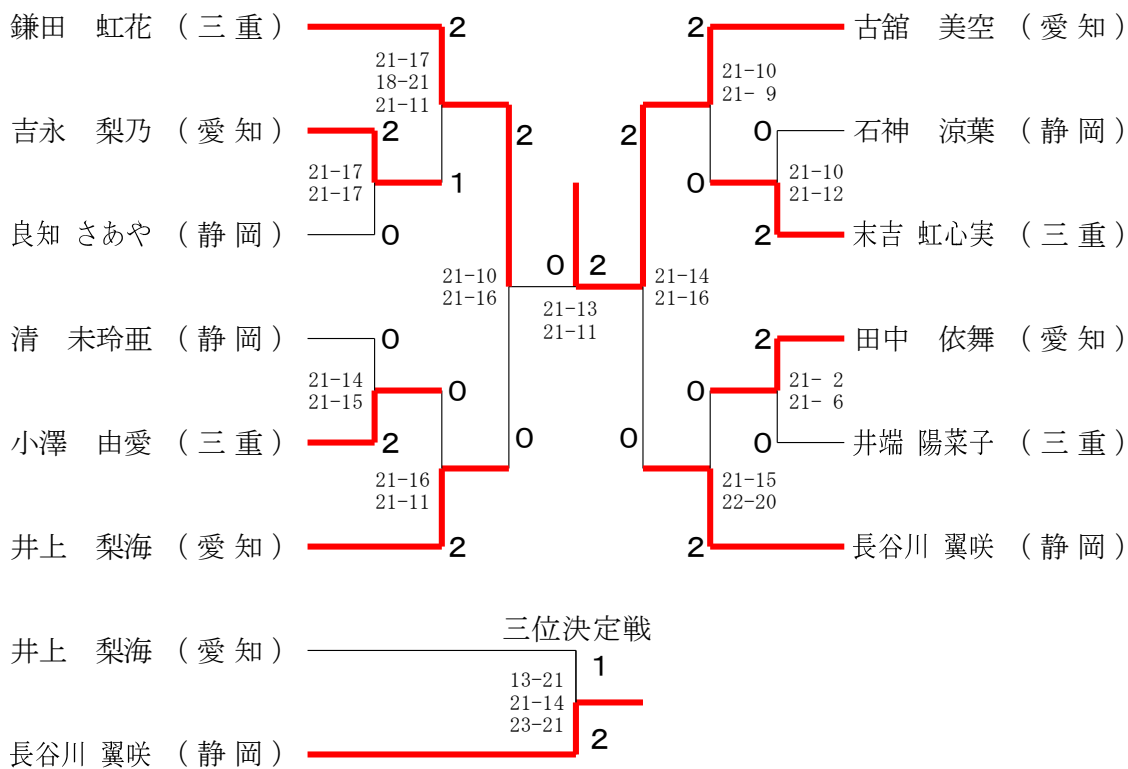 鎌田 虹花 （三重） 2 2 古舘 美空 （愛知）
21-17 21-10
18-21 21- 9
21-11
吉永 梨乃 （愛知） 2 2 2 0 石神 涼葉 （静岡）
21-17 21-10
21-17 1 0 21-12
良知 さあや （静岡） 0 2 末吉 虹心実 （三重）
21-10 0 2 21-14
21-16 21-13 21-16
21-11
清 未玲亜 （静岡） 0 2 田中 依舞 （愛知）
21-14 21- 2
21-15 0 0 21- 6
小澤 由愛 （三重） 2 0 0 0 井端 陽菜子 （三重）
21-16 21-15
21-11 22-20
井上 梨海 （愛知） 2 2 長谷川 翼咲 （静岡）
三位決定戦
井上 梨海 （愛知） 1
13-21
21-14
23-21
長谷川 翼咲 （静岡） 2